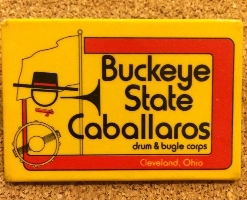 Buckeye
State
Caballaros
drum & bugle corps
Cleveland, Ohio